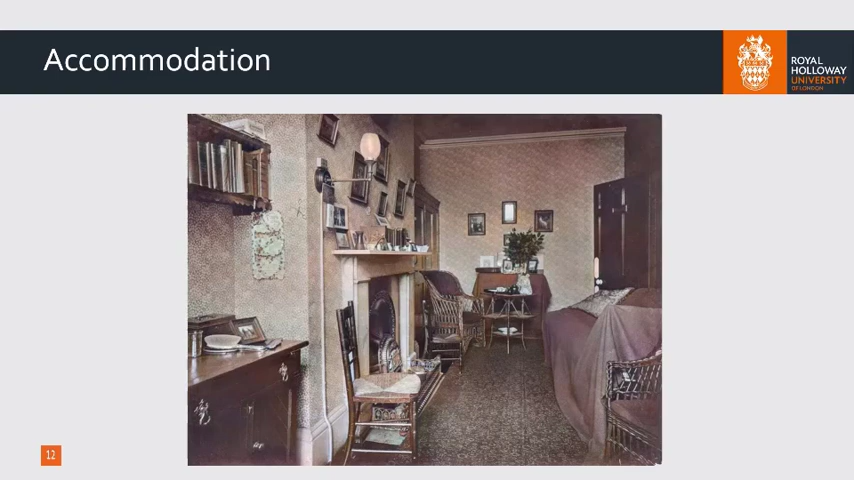 Accommodation
ROYAL
HOLLOWAY
UNIVERSITY
OF LONDON
12